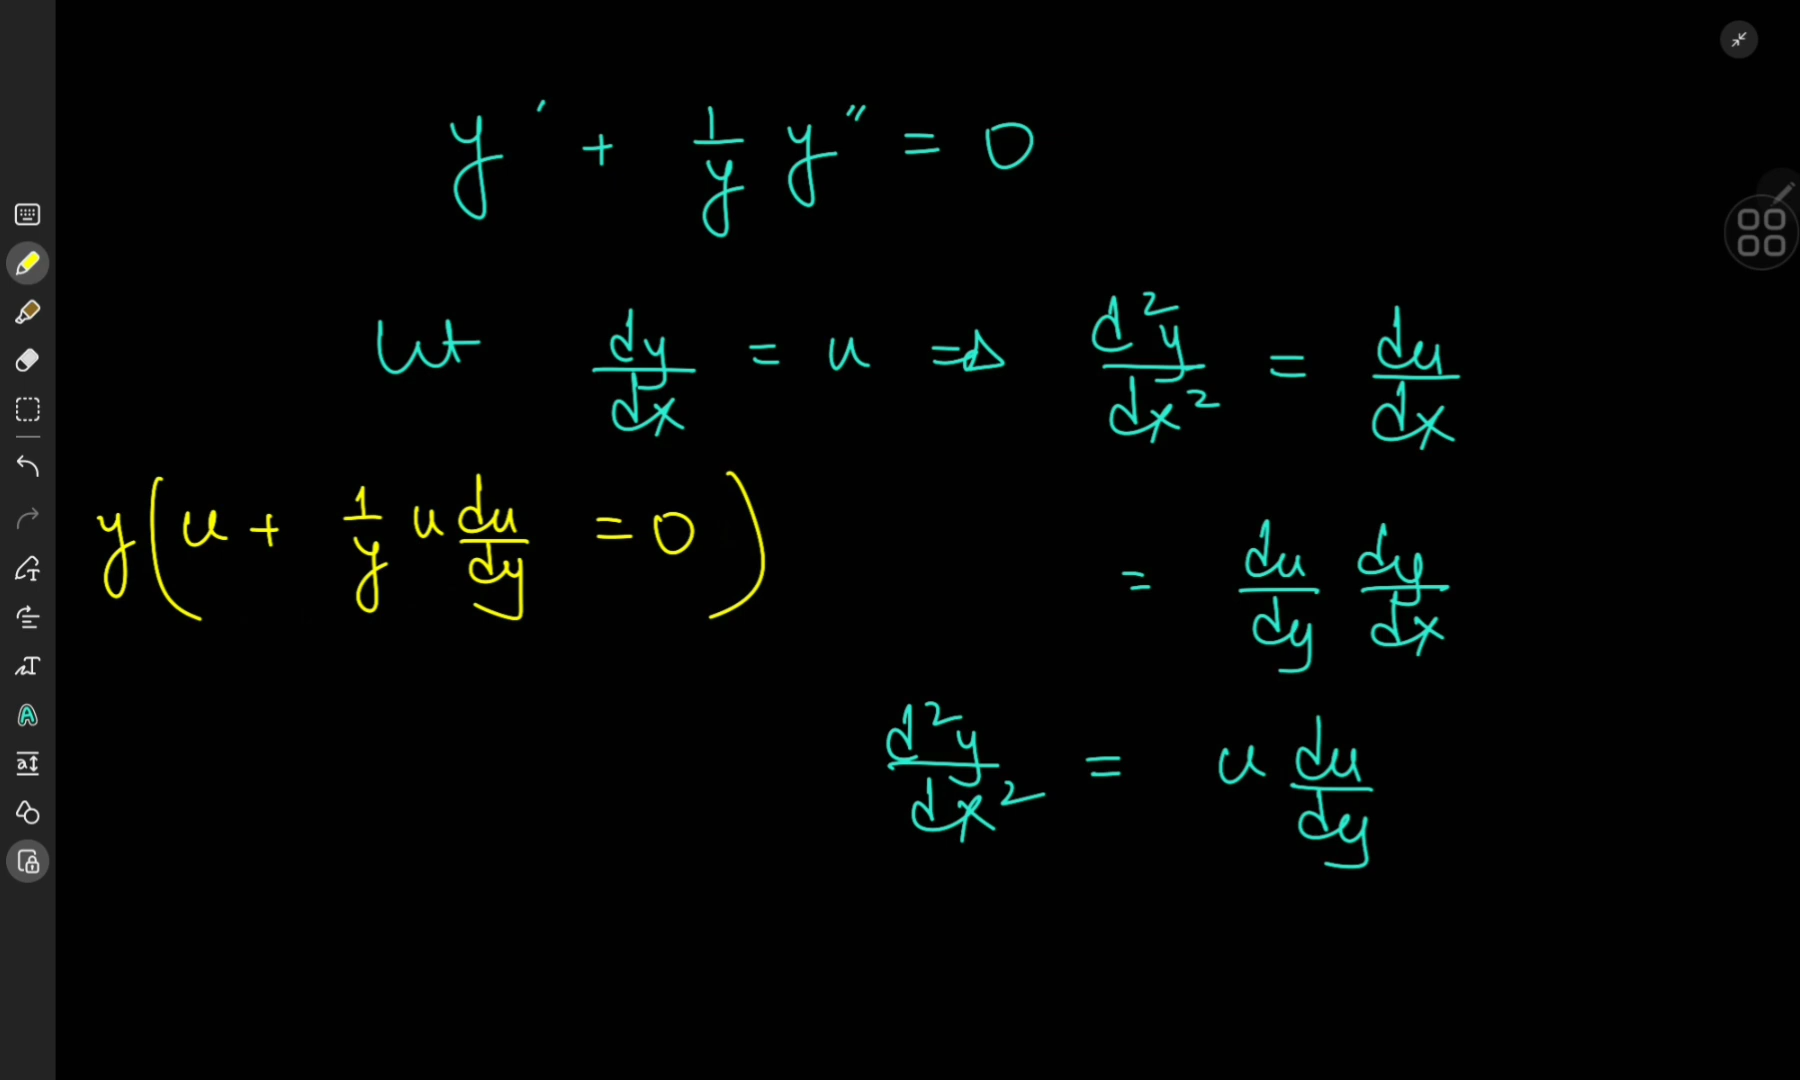 y' + 1/y y'' = 0
Let dy/dx = u ⇒ d²y/dx² = du/dx
y(u + 1/y u du/dy = 0)
= du/dy dy/dx
d²y/dx² = u du/dy